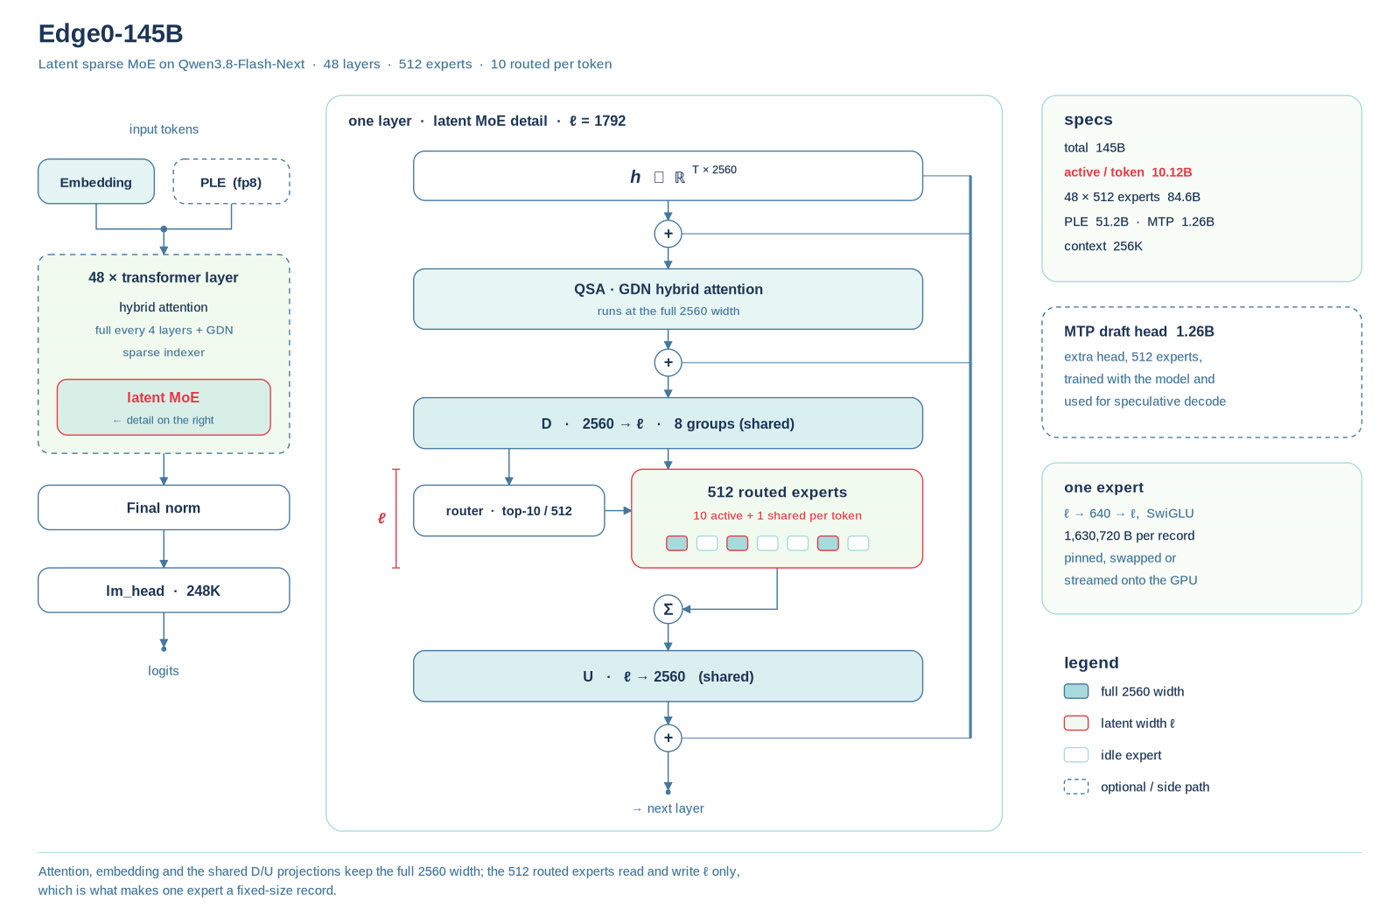 Edge0-145B
Latent sparse MoE on Qwen3.8-Flash-Next · 48 layers · 512 experts · 10 routed per token
input tokens
Embedding
PLE (fp8)
48 × transformer layer
hybrid attention
full every 4 layers + GDN
sparse indexer
latent MoE
← detail on the right
Final norm
lm_head · 248K
logits
one layer · latent MoE detail · ℓ = 1792
h □ ℝ T × 2560
+
QSA · GDN hybrid attention
runs at the full 2560 width
+
D · 2560 → ℓ · 8 groups (shared)
ℓ
router · top-10 / 512
512 routed experts
10 active + 1 shared per token
Σ
U · ℓ → 2560 (shared)
+
→ next layer
specs
total 145B
active / token 10.12B
48 × 512 experts 84.6B
PLE 51.2B · MTP 1.26B
context 256K
MTP draft head 1.26B
extra head, 512 experts,
trained with the model and
used for speculative decode
one expert
ℓ → 640 → ℓ, SwiGLU
1,630,720 B per record
pinned, swapped or
streamed onto the GPU
legend
full 2560 width
latent width ℓ
idle expert
optional / side path
Attention, embedding and the shared D/U projections keep the full 2560 width; the 512 routed experts read and write ℓ only,
which is what makes one expert a fixed-size record.